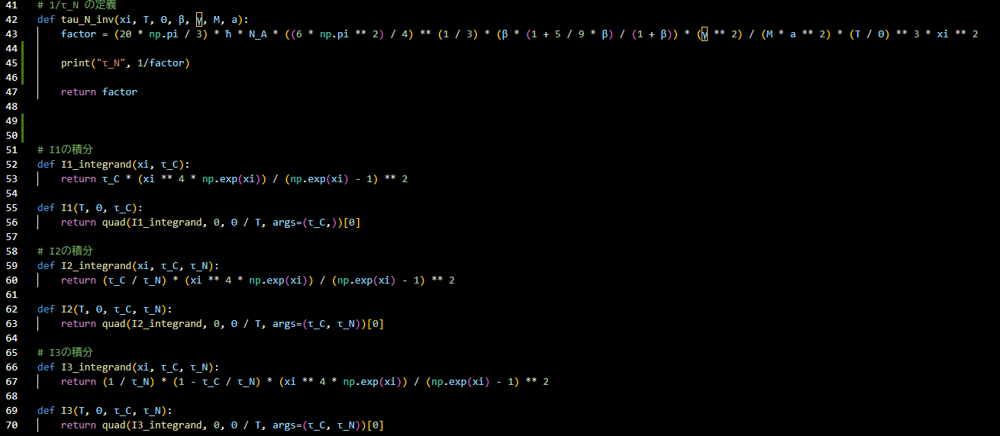 41 # 1/τ_N の定義
42 def tau_N_inv(xi, T, Θ, β, γ, M, a):
43     factor = (20 * np.pi / 3) * ħ * N_A * ((6 * np.pi ** 2) / 4) ** (1 / 3) * (β * (1 + 5 / 9 * β) / (1 + β)) * (γ ** 2) / (M * a ** 2) * (T / Θ) ** 3 * xi ** 2
44
45     print("τ_N", 1/factor)
46
47     return factor
48
49
50
51 # I1の積分
52 def I1_integrand(xi, τ_C):
53     return τ_C * (xi ** 4 * np.exp(xi)) / (np.exp(xi) - 1) ** 2
54
55 def I1(T, Θ, τ_C):
56     return quad(I1_integrand, 0, Θ / T, args=(τ_C,))[0]
57
58 # I2の積分
59 def I2_integrand(xi, τ_C, τ_N):
60     return (τ_C / τ_N) * (xi ** 4 * np.exp(xi)) / (np.exp(xi) - 1) ** 2
61
62 def I2(T, Θ, τ_C, τ_N):
63     return quad(I2_integrand, 0, Θ / T, args=(τ_C, τ_N))[0]
64
65 # I3の積分
66 def I3_integrand(xi, τ_C, τ_N):
67     return (1 / τ_N) * (1 - τ_C / τ_N) * (xi ** 4 * np.exp(xi)) / (np.exp(xi) - 1) ** 2
68
69 def I3(T, Θ, τ_C, τ_N):
70     return quad(I3_integrand, 0, Θ / T, args=(τ_C, τ_N))[0]